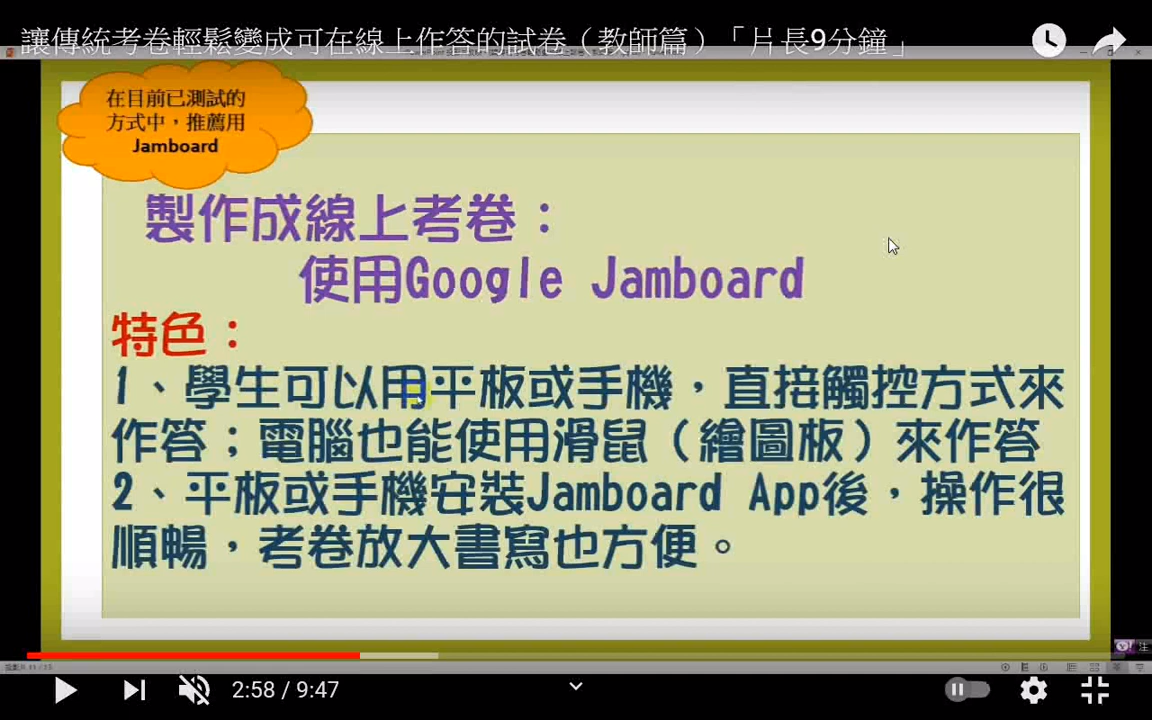 讓傳統考卷輕鬆變成可在線上作答的試卷（教師篇）「片長9分鐘」
在目前已測試的
方式中，推薦用
Jamboard
製作成線上考卷：
使用Google Jamboard
特色：
1、學生可以用平板或手機，直接觸控方式來
作答；電腦也能使用滑鼠（繪圖板）來作答
2、平板或手機安裝Jamboard App後，操作很
順暢，考卷放大書寫也方便。
注
2:58 / 9:47